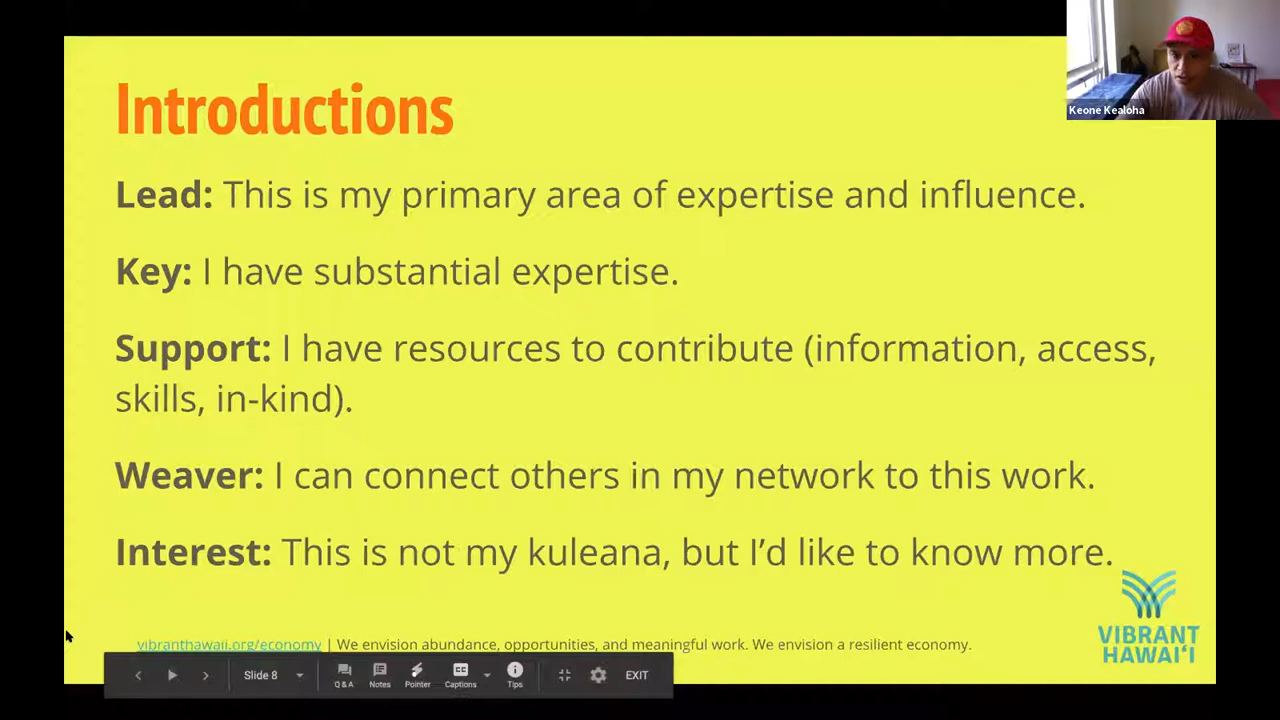 Introductions
Keone Kealoha
Lead: This is my primary area of expertise and influence.
Key: I have substantial expertise.
Support: I have resources to contribute (information, access,
skills, in-kind).
Weaver: I can connect others in my network to this work.
Interest: This is not my kuleana, but I’d like to know more.
vibranthawaii.org/economy | We envision abundance, opportunities, and meaningful work. We envision a resilient economy.
VIBRANT
HAWAIʻI
Slide 8
Q & A
Notes
Pointer
CC
Captions
Tips
EXIT